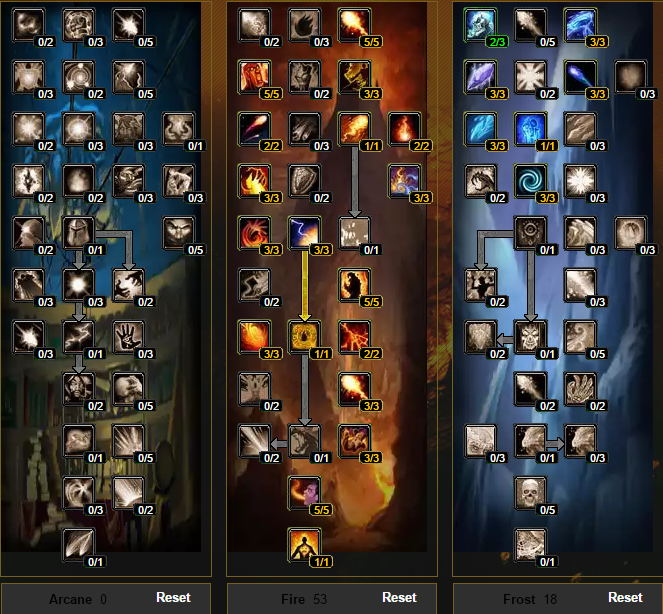 0/2 0/3 0/5 0/2 0/3 5/5 2/3 0/5 3/3
0/3 0/2 0/5 5/5 0/2 3/3 3/3 0/2 3/3 0/3
0/2 0/3 0/3 0/1 2/2 0/3 1/1 2/2 3/3 1/1 0/3
0/2 0/2 0/3 0/3 3/3 0/2 3/3 0/2 3/3 0/3
0/2 0/1 0/5 3/3 3/3 0/1 0/1 0/3 0/3
0/3 0/3 0/2 0/2 5/5 0/2 0/3
0/3 0/1 0/3 3/3 1/1 2/2 0/2 0/1 0/5
0/2 0/5 0/2 3/3 0/1 0/2
0/1 0/5 0/2 0/1 3/3 0/3 0/1 0/3
0/3 0/2 5/5 0/5
0/1 1/1 0/1
Arcane 0 Reset Fire 53 Reset Frost 18 Reset